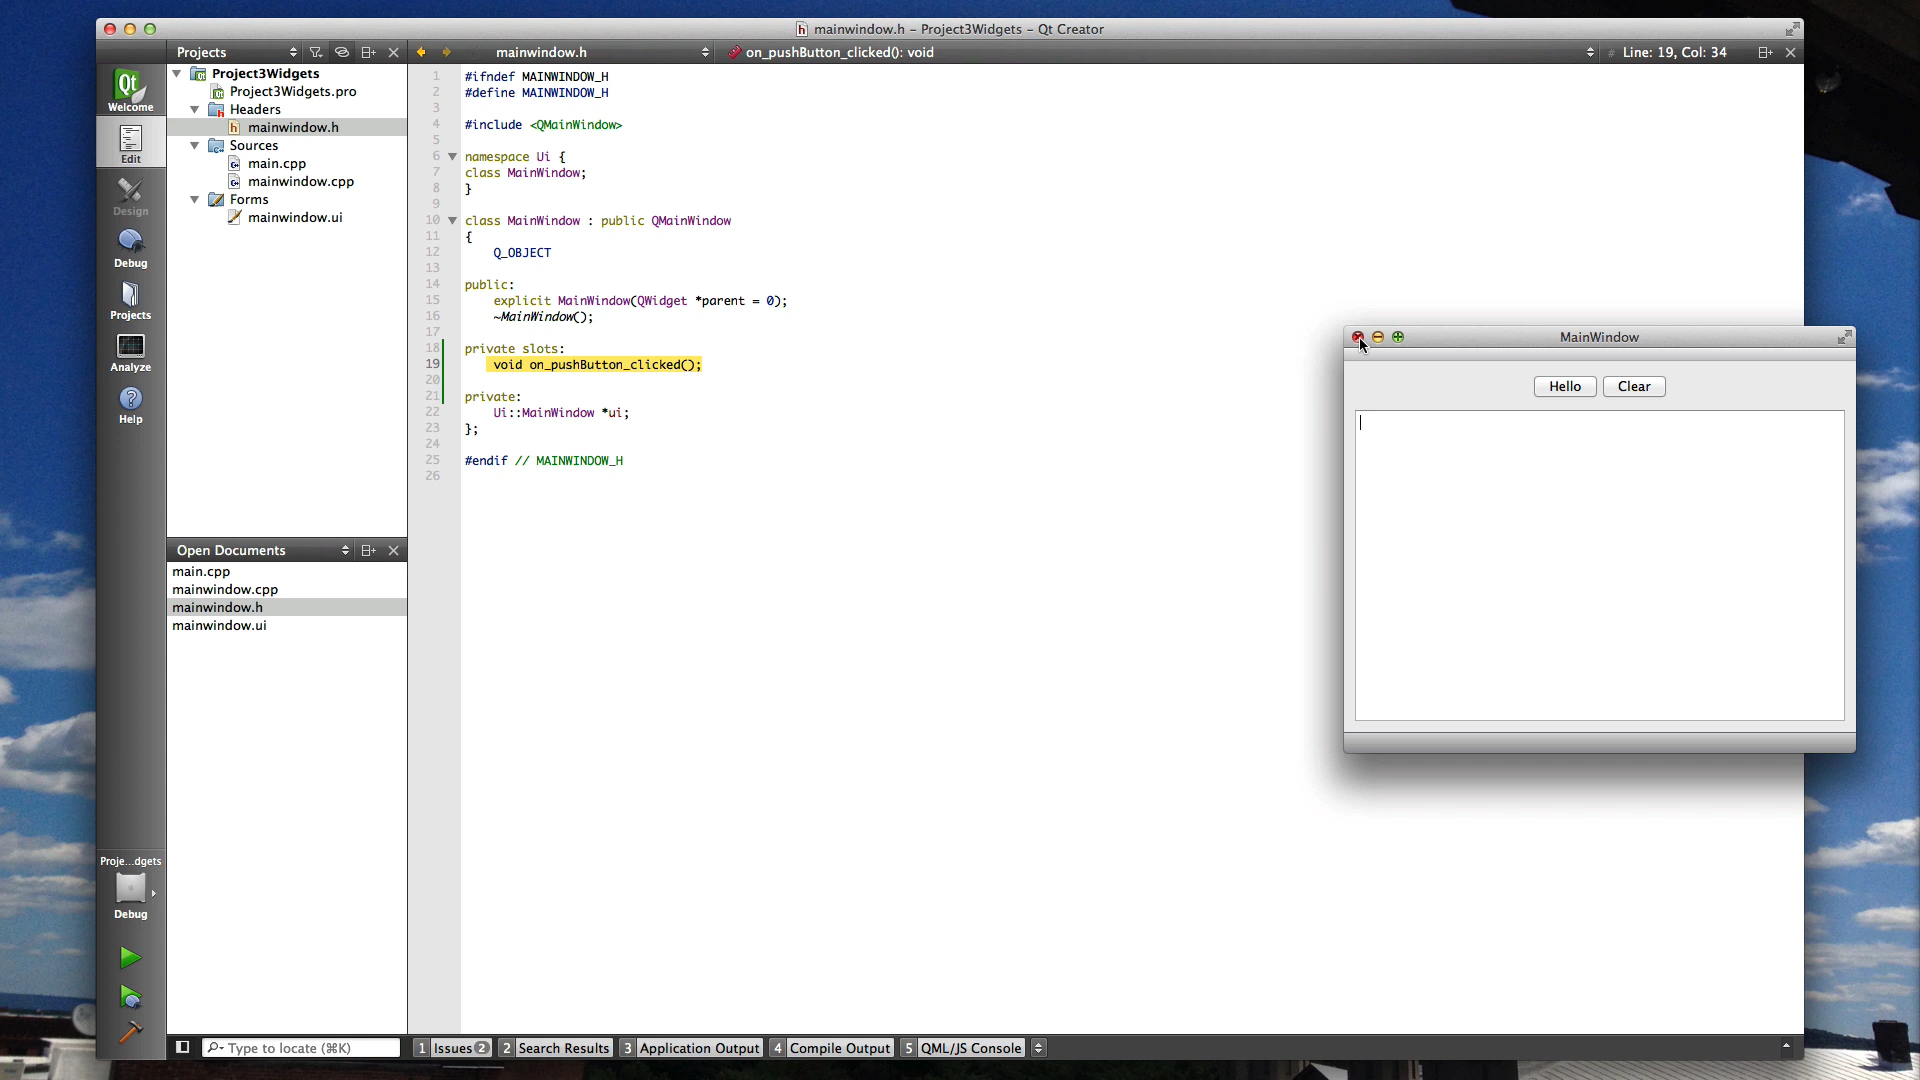 mainwindow.h – Project3Widgets – Qt Creator
Projects
mainwindow.h
on_pushButton_clicked(): void
# Line: 19, Col: 34
Welcome
Edit
Design
Debug
Projects
Analyze
Help
Proje...dgets
Debug
Project3Widgets
Project3Widgets.pro
Headers
mainwindow.h
Sources
main.cpp
mainwindow.cpp
Forms
mainwindow.ui
Open Documents
main.cpp
mainwindow.cpp
mainwindow.h
mainwindow.ui
1 #ifndef MAINWINDOW_H
2 #define MAINWINDOW_H
3
4 #include <QMainWindow>
5
6 namespace Ui {
7 class MainWindow;
8 }
9
10 class MainWindow : public QMainWindow
11 {
12 Q_OBJECT
13
14 public:
15 explicit MainWindow(QWidget *parent = 0);
16 ~MainWindow();
17
18 private slots:
19 void on_pushButton_clicked();
20
21 private:
22 Ui::MainWindow *ui;
23 };
24
25 #endif // MAINWINDOW_H
26
MainWindow
Hello
Clear
Type to locate (⌘K)
1 Issues 2
2 Search Results
3 Application Output
4 Compile Output
5 QML/JS Console